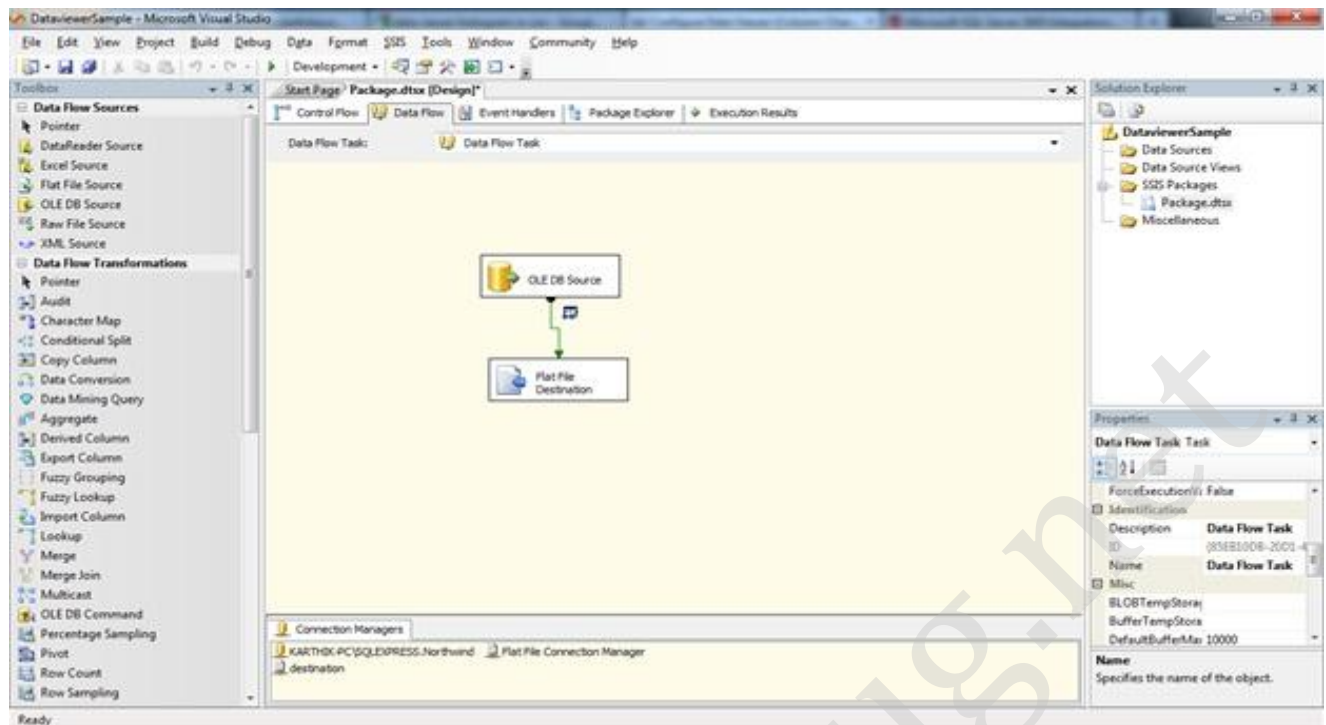 DataviewerSample - Microsoft Visual Studio
File Edit View Project Build Debug Data Format SSIS Tools Window Community Help
Development
Toolbox
Start Page Package.dtsx [Design]*
Solution Explorer
Data Flow Sources
Pointer
DataReader Source
Excel Source
Flat File Source
OLE DB Source
Raw File Source
XML Source
Data Flow Transformations
Pointer
Audit
Character Map
Conditional Split
Copy Column
Data Conversion
Data Mining Query
Aggregate
Derived Column
Export Column
Fuzzy Grouping
Fuzzy Lookup
Import Column
Lookup
Merge
Merge Join
Multicast
OLE DB Command
Percentage Sampling
Pivot
Row Count
Row Sampling
Control Flow Data Flow Event Handlers Package Explorer Execution Results
Data Flow Task: Data Flow Task
OLE DB Source
Flat File
Destination
Connection Managers
KARTHIK-PC\SQLEXPRESS.Northwind Flat File Connection Manager
destination
DataviewerSample
Data Sources
Data Source Views
SSIS Packages
Package.dtsx
Miscellaneous
Properties
Data Flow Task Task
ForceExecutionVa False
Identification
Description Data Flow Task
ID
Name Data Flow Task
Misc
BLOBTempStorag
BufferTempStora
DefaultBufferMax 10000
Name
Specifies the name of the object.
Ready